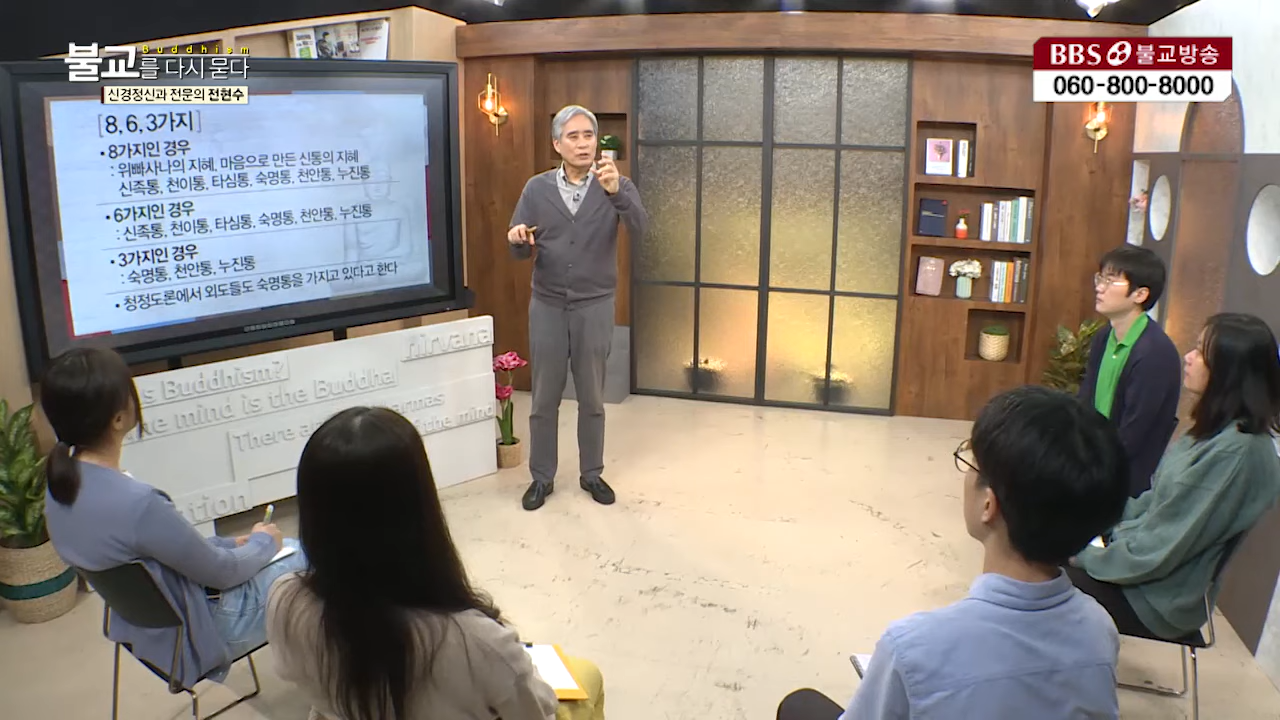 불교를 다시 묻다
Buddhism
신경정신과 전문의 전현수
BBS 불교방송
060-800-8000
[8, 6, 3가지]
• 8가지인 경우
: 위빠사나의 지혜, 마음으로 만든 신통의 지혜
신족통, 천이통, 타심통, 숙명통, 천안통, 누진통
• 6가지인 경우
: 신족통, 천이통, 타심통, 숙명통, 천안통, 누진통
• 3가지인 경우
: 숙명통, 천안통, 누진통
• 청정도론에서 외도들도 숙명통을 가지고 있다고 한다
nirvana
s Buddhism?
he mind is the Buddha
armas
There ar
the mind
tion